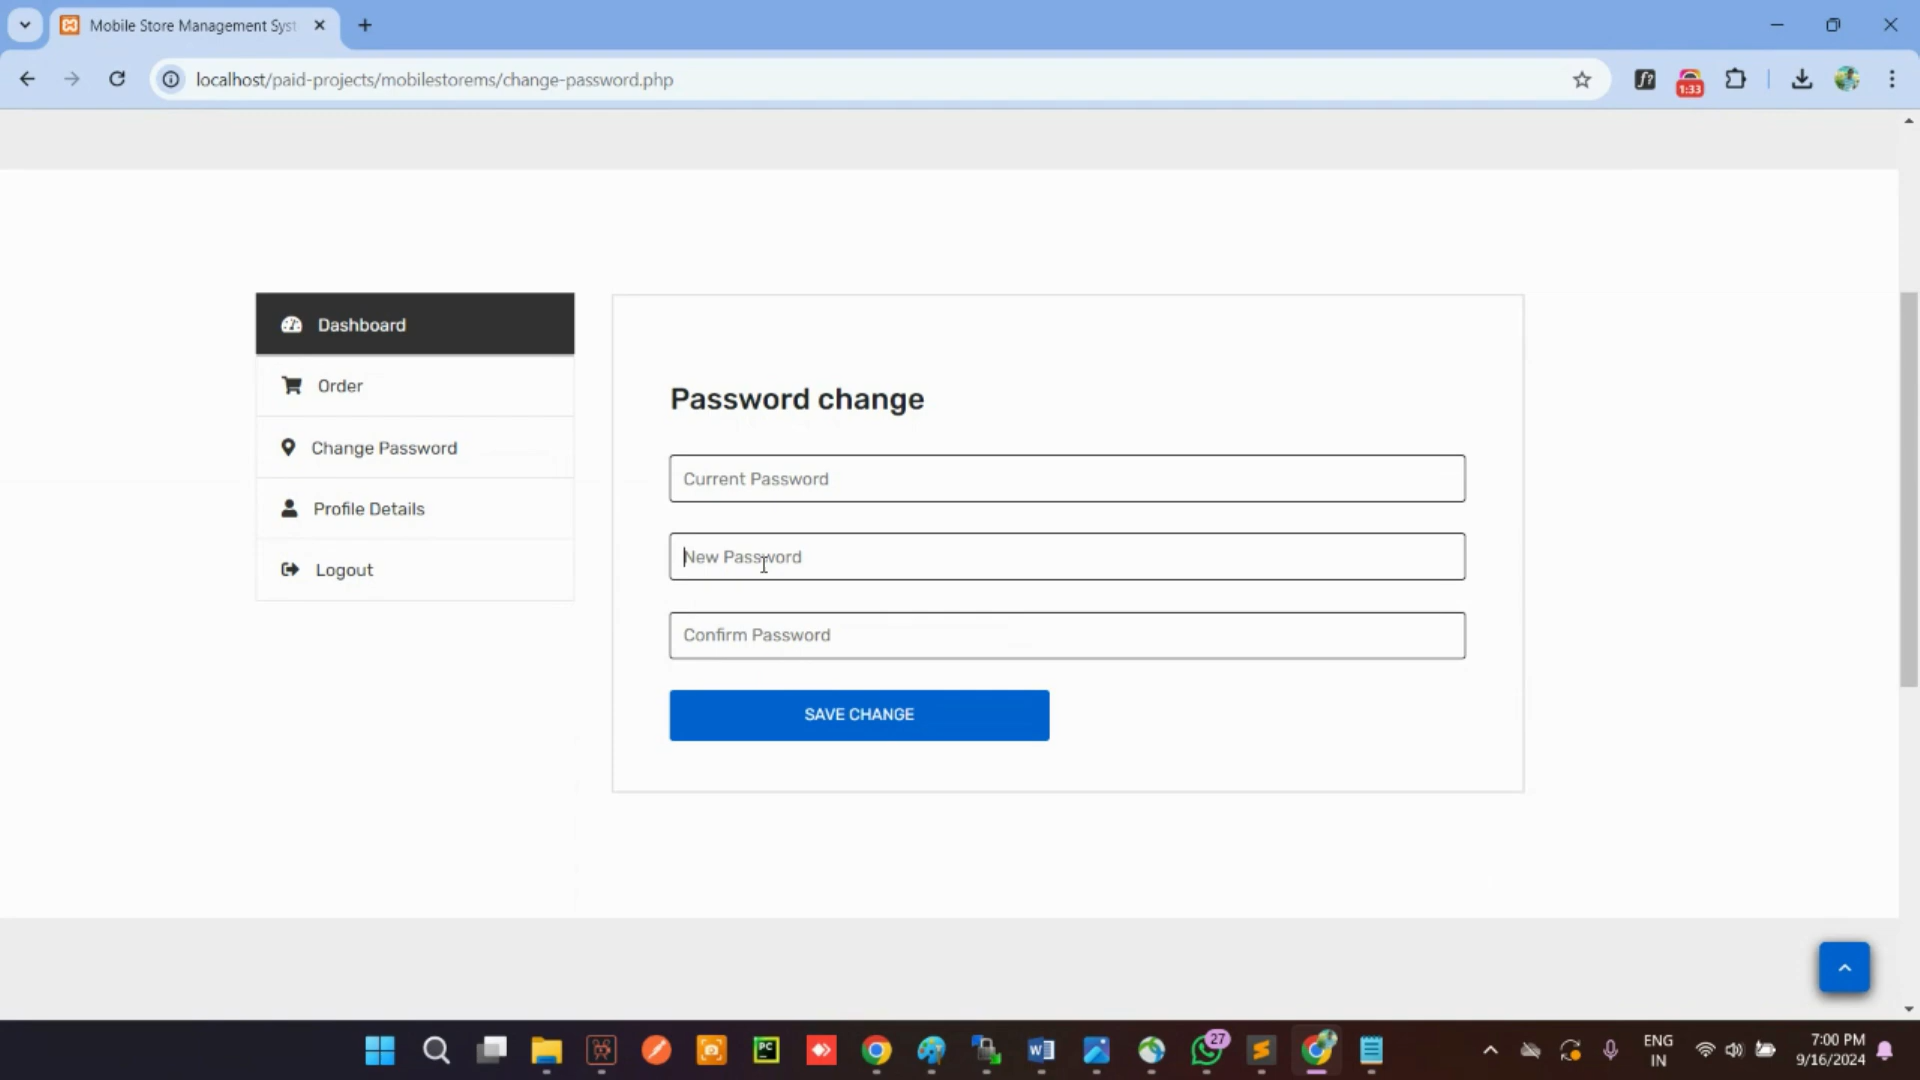 Mobile Store Management Syst
localhost/paid-projects/mobilestorems/change-password.php
f?
1:33
Dashboard
Order
Change Password
Profile Details
Logout
Password change
Current Password
New Password
Confirm Password
SAVE CHANGE
PC
W
27
ENG
IN
7:00 PM
9/16/2024